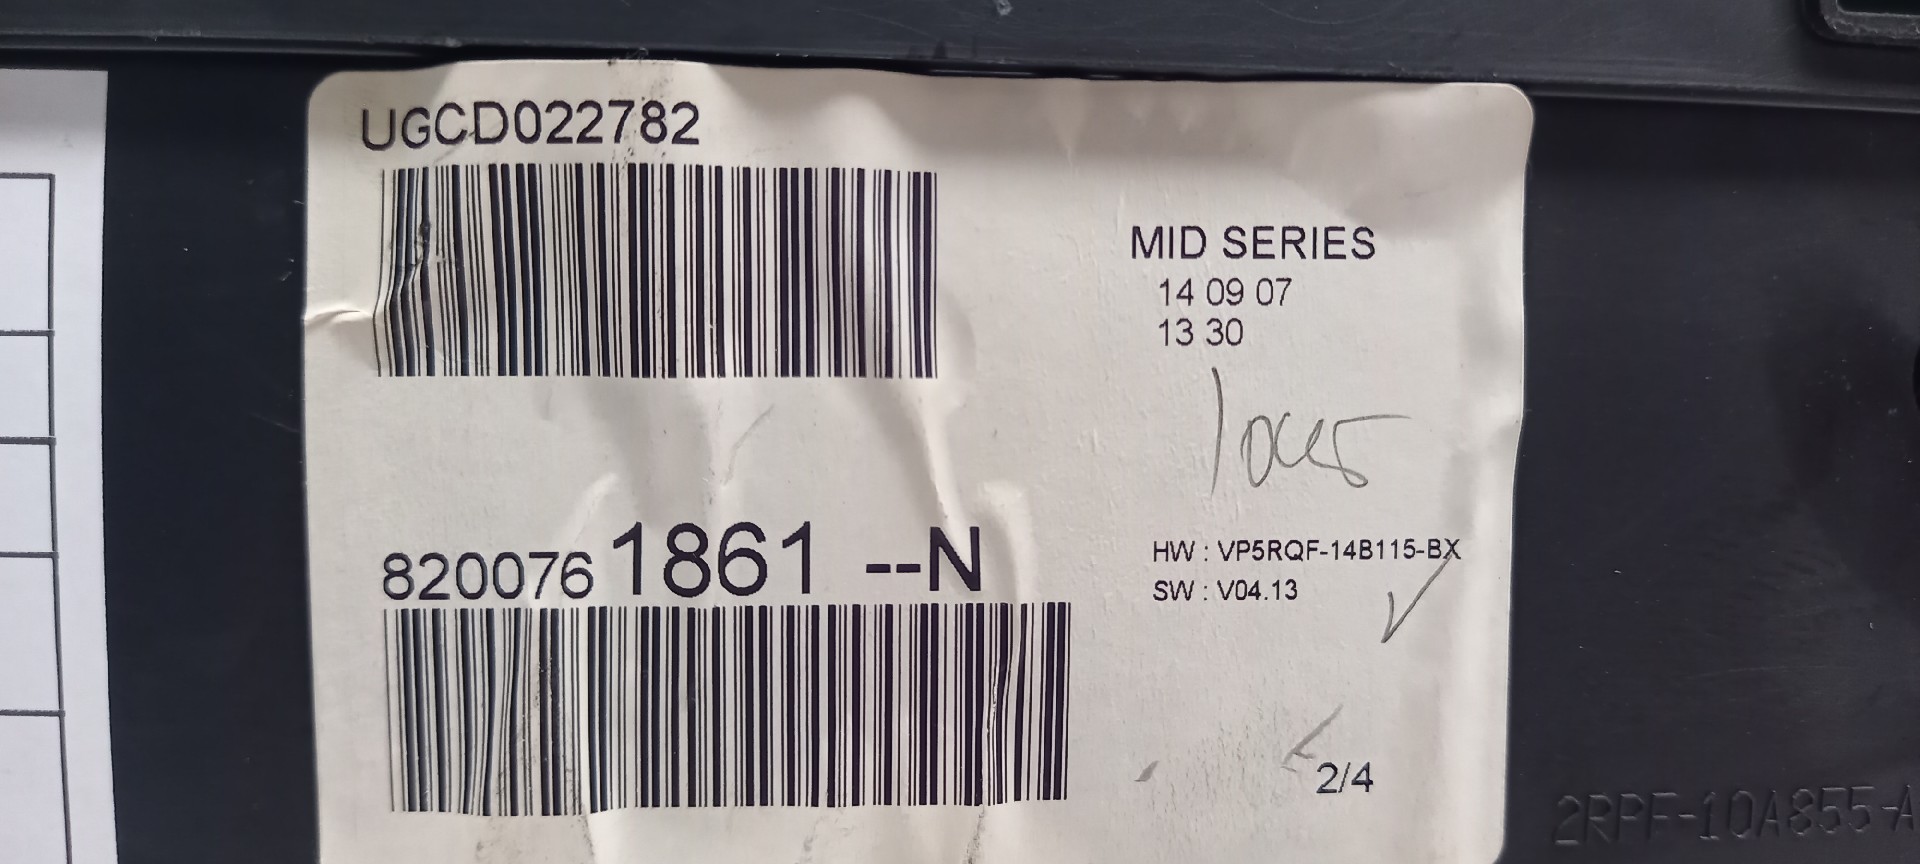 UGCD022782
MID SERIES
14 09 07
13 30
8200761861 --N
HW : VP5RQF-14B115-BX
SW : V04.13
2/4
2RPF-10A855-A